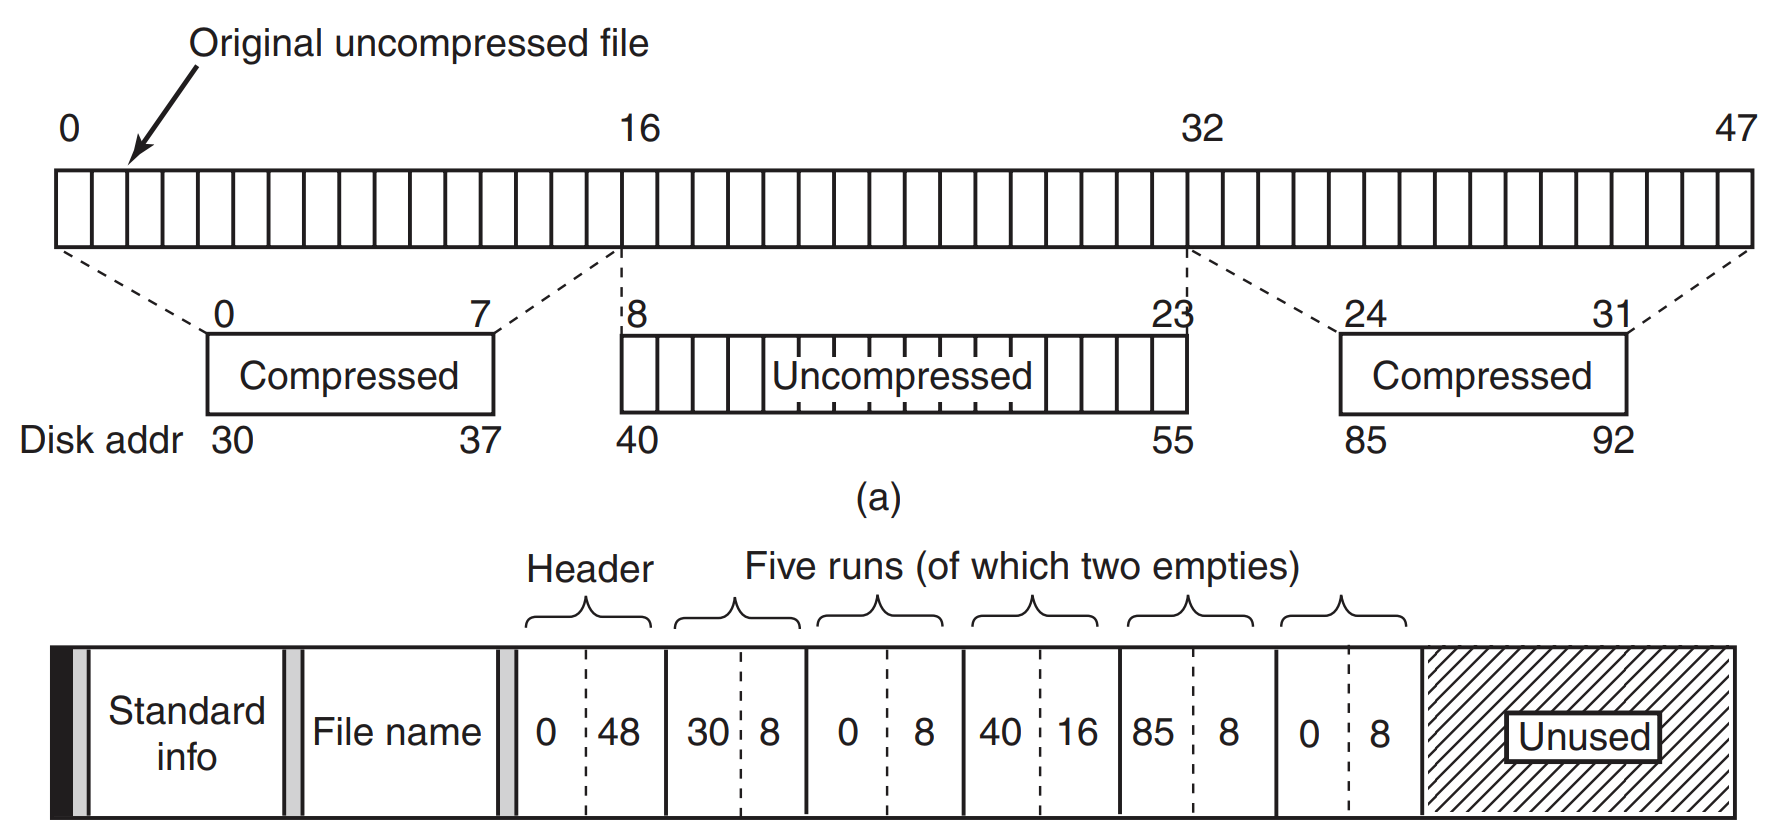 Original uncompressed file
0 16 32 47
0 7 8 23 24 31
Compressed Uncompressed Compressed
Disk addr 30 37 40 55 85 92
(a)
Header Five runs (of which two empties)
Standard info File name 0 48 30 8 0 8 40 16 85 8 0 8 Unused